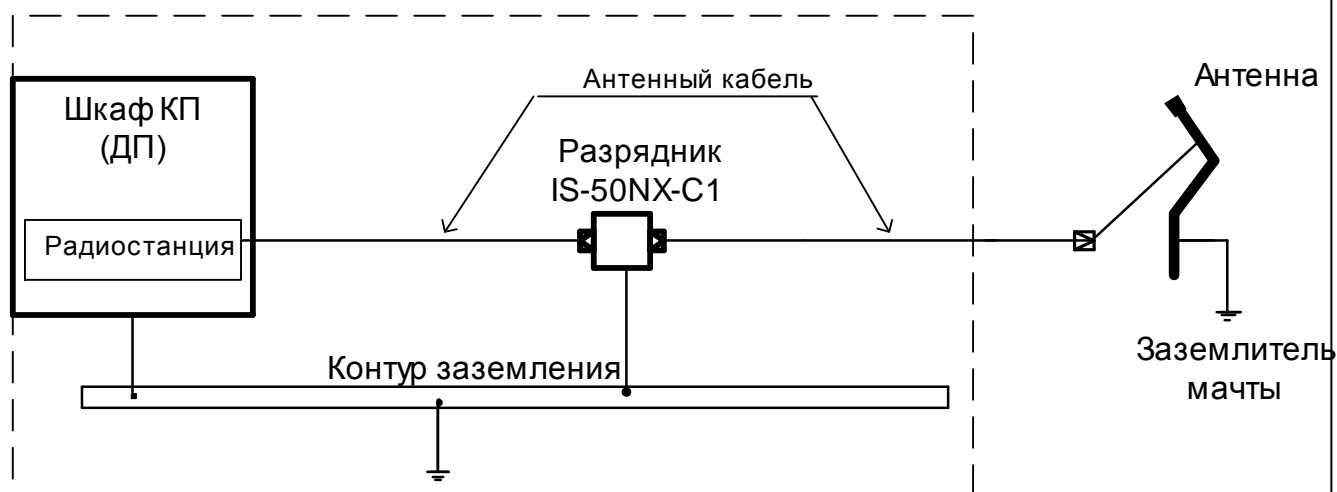 Шкаф КП
(ДП)
Радиостанция
Антенный кабель
Разрядник
IS-50NX-C1
Контур заземления
Антенна
Заземлитель
мачты